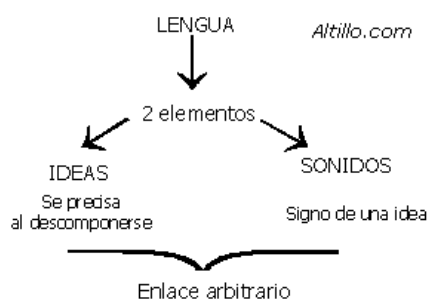 LENGUA
Altillo.com
2 elementos
IDEAS
SONIDOS
Se precisa
al descomponerse
Signo de una idea
Enlace arbitrario